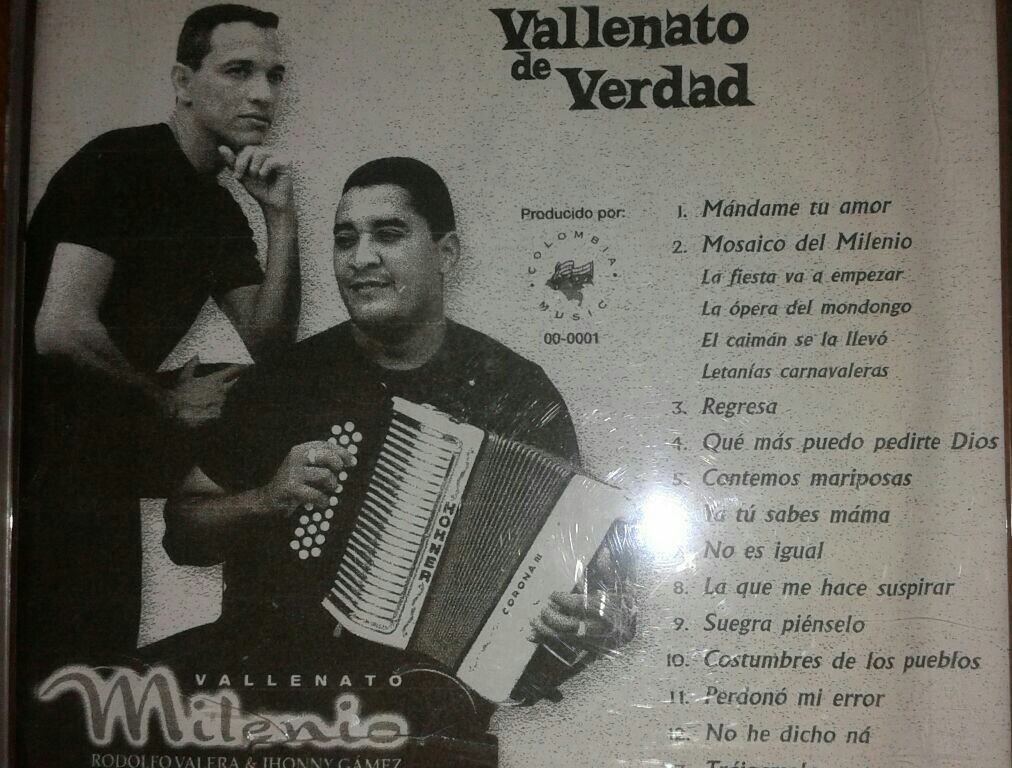 Vallenato
de
Verdad
Producido por:
COLOMBIA
MUSIC
00-0001
1. Mándame tu amor
2. Mosaico del Milenio
La fiesta va a empezar
La ópera del mondongo
El caimán se la llevó
Letanías carnavaleras
3. Regresa
4. Qué más puedo pedirte Dios
5. Contemos mariposas
Ya tú sabes máma
No es igual
8. La que me hace suspirar
9. Suegra piénselo
10. Costumbres de los pueblos
11. Perdonó mi error
12. No he dicho ná
HOHNER
CORONA III
VALLENATO
Milenio
RODOLFO VALERA & JHONNY GÁMEZ